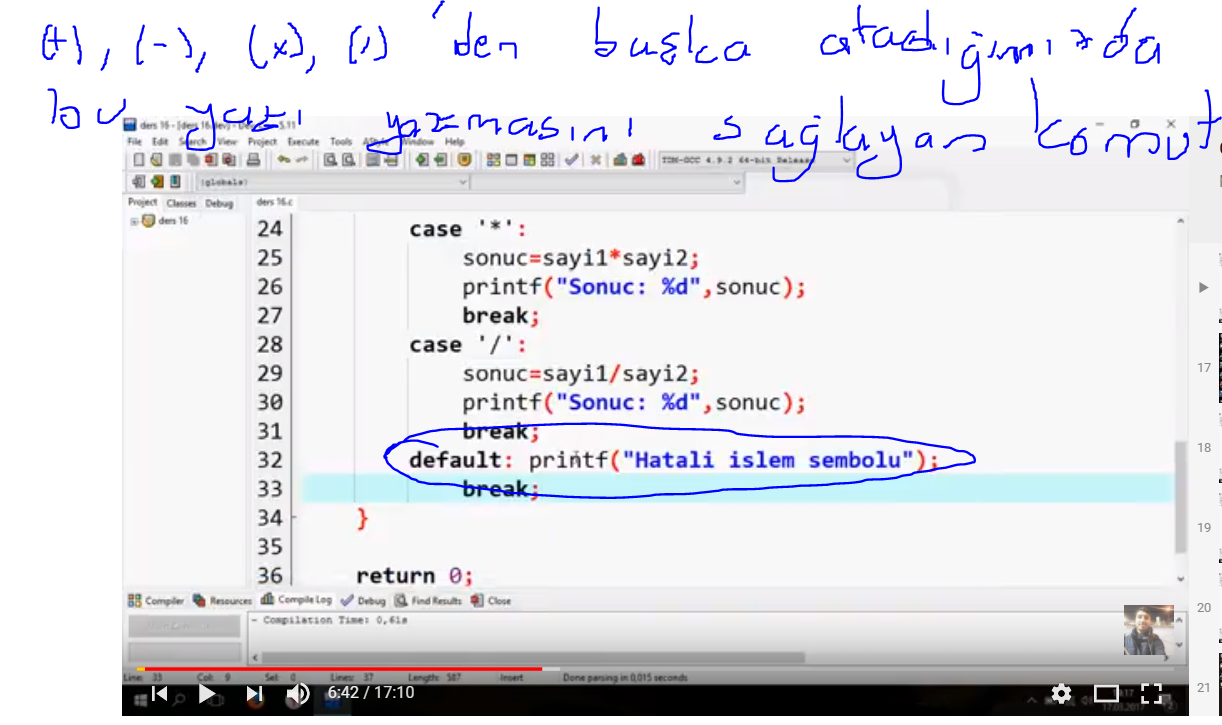 (+), (-), (x), (/) 'den başka atadığımızda
bu yazı yazmasını sağlayan komut
ders 16 - [ders 16.dev] - Dev-C++ 5.11
File Edit Search View Project Execute Tools AStyle Window Help
TDM-GCC 4.9.2 64-bit Release
(globals)
Project Classes Debug
ders 16.c
ders 16
24 case '*':
25 sonuc=sayi1*sayi2;
26 printf("Sonuc: %d",sonuc);
27 break;
28 case '/':
29 sonuc=sayi1/sayi2;
30 printf("Sonuc: %d",sonuc);
31 break;
32 default: printf("Hatali islem sembolu");
33 break;
34 }
35
36 return 0;
Compiler Resources Compile Log Debug Find Results Close
- Compilation Time: 0,61s
Line: 33 Col: 9 Sel: 0 Lines: 37 Length: 587 Insert Done parsing in 0,015 seconds
6:42 / 17:10
17.03.2017
17
18
19
20
21